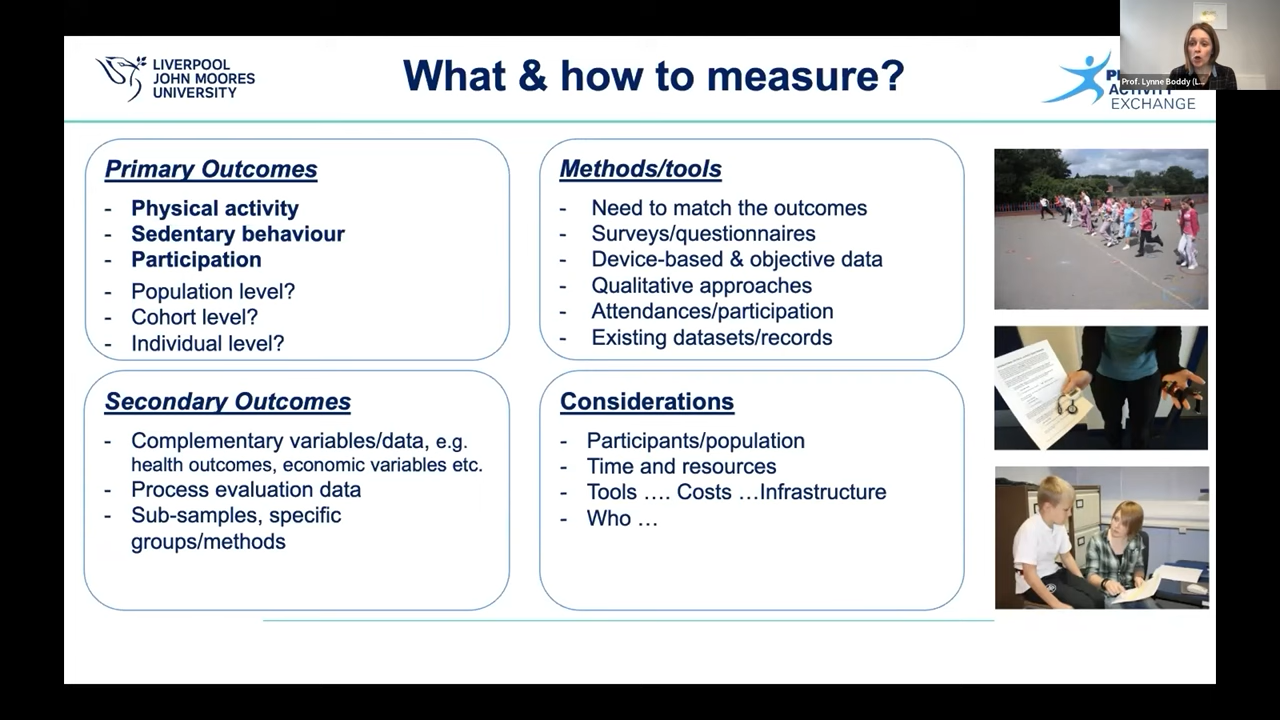 LIVERPOOL
JOHN MOORES
UNIVERSITY
What & how to measure?
Prof. Lynne Boddy (L...
ACTIVITY
EXCHANGE
Primary Outcomes
- Physical activity
- Sedentary behaviour
- Participation
- Population level?
- Cohort level?
- Individual level?
Methods/tools
- Need to match the outcomes
- Surveys/questionnaires
- Device-based & objective data
- Qualitative approaches
- Attendances/participation
- Existing datasets/records
Secondary Outcomes
- Complementary variables/data, e.g.
health outcomes, economic variables etc.
- Process evaluation data
- Sub-samples, specific
groups/methods
Considerations
- Participants/population
- Time and resources
- Tools .... Costs ...Infrastructure
- Who ...